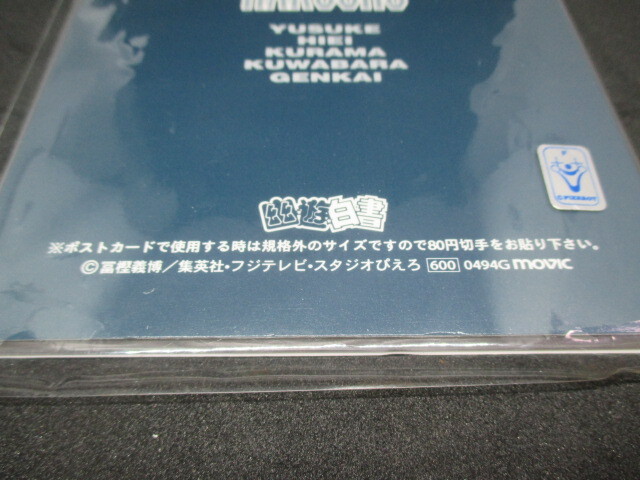 YUSUKE
HIEI
KURAMA
KUWABARA
GENKAI
幽遊白書
※ポストカードで使用する時は規格外のサイズですので80円切手をお貼り下さい。
©冨樫義博／集英社・フジテレビ・スタジオぴえろ 600 0494G movic
©PIERROT